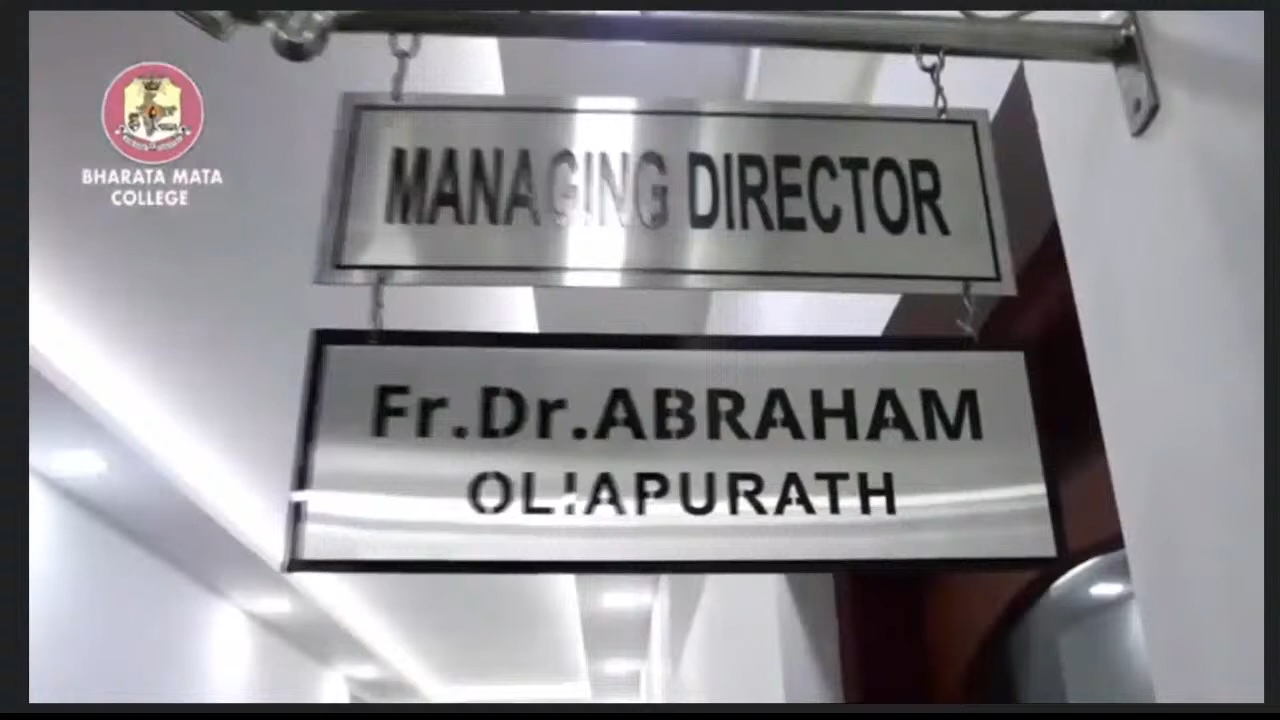 BHARATA MATA
COLLEGE
MANAGING DIRECTOR
Fr.Dr.ABRAHAM
OLIAPURATH